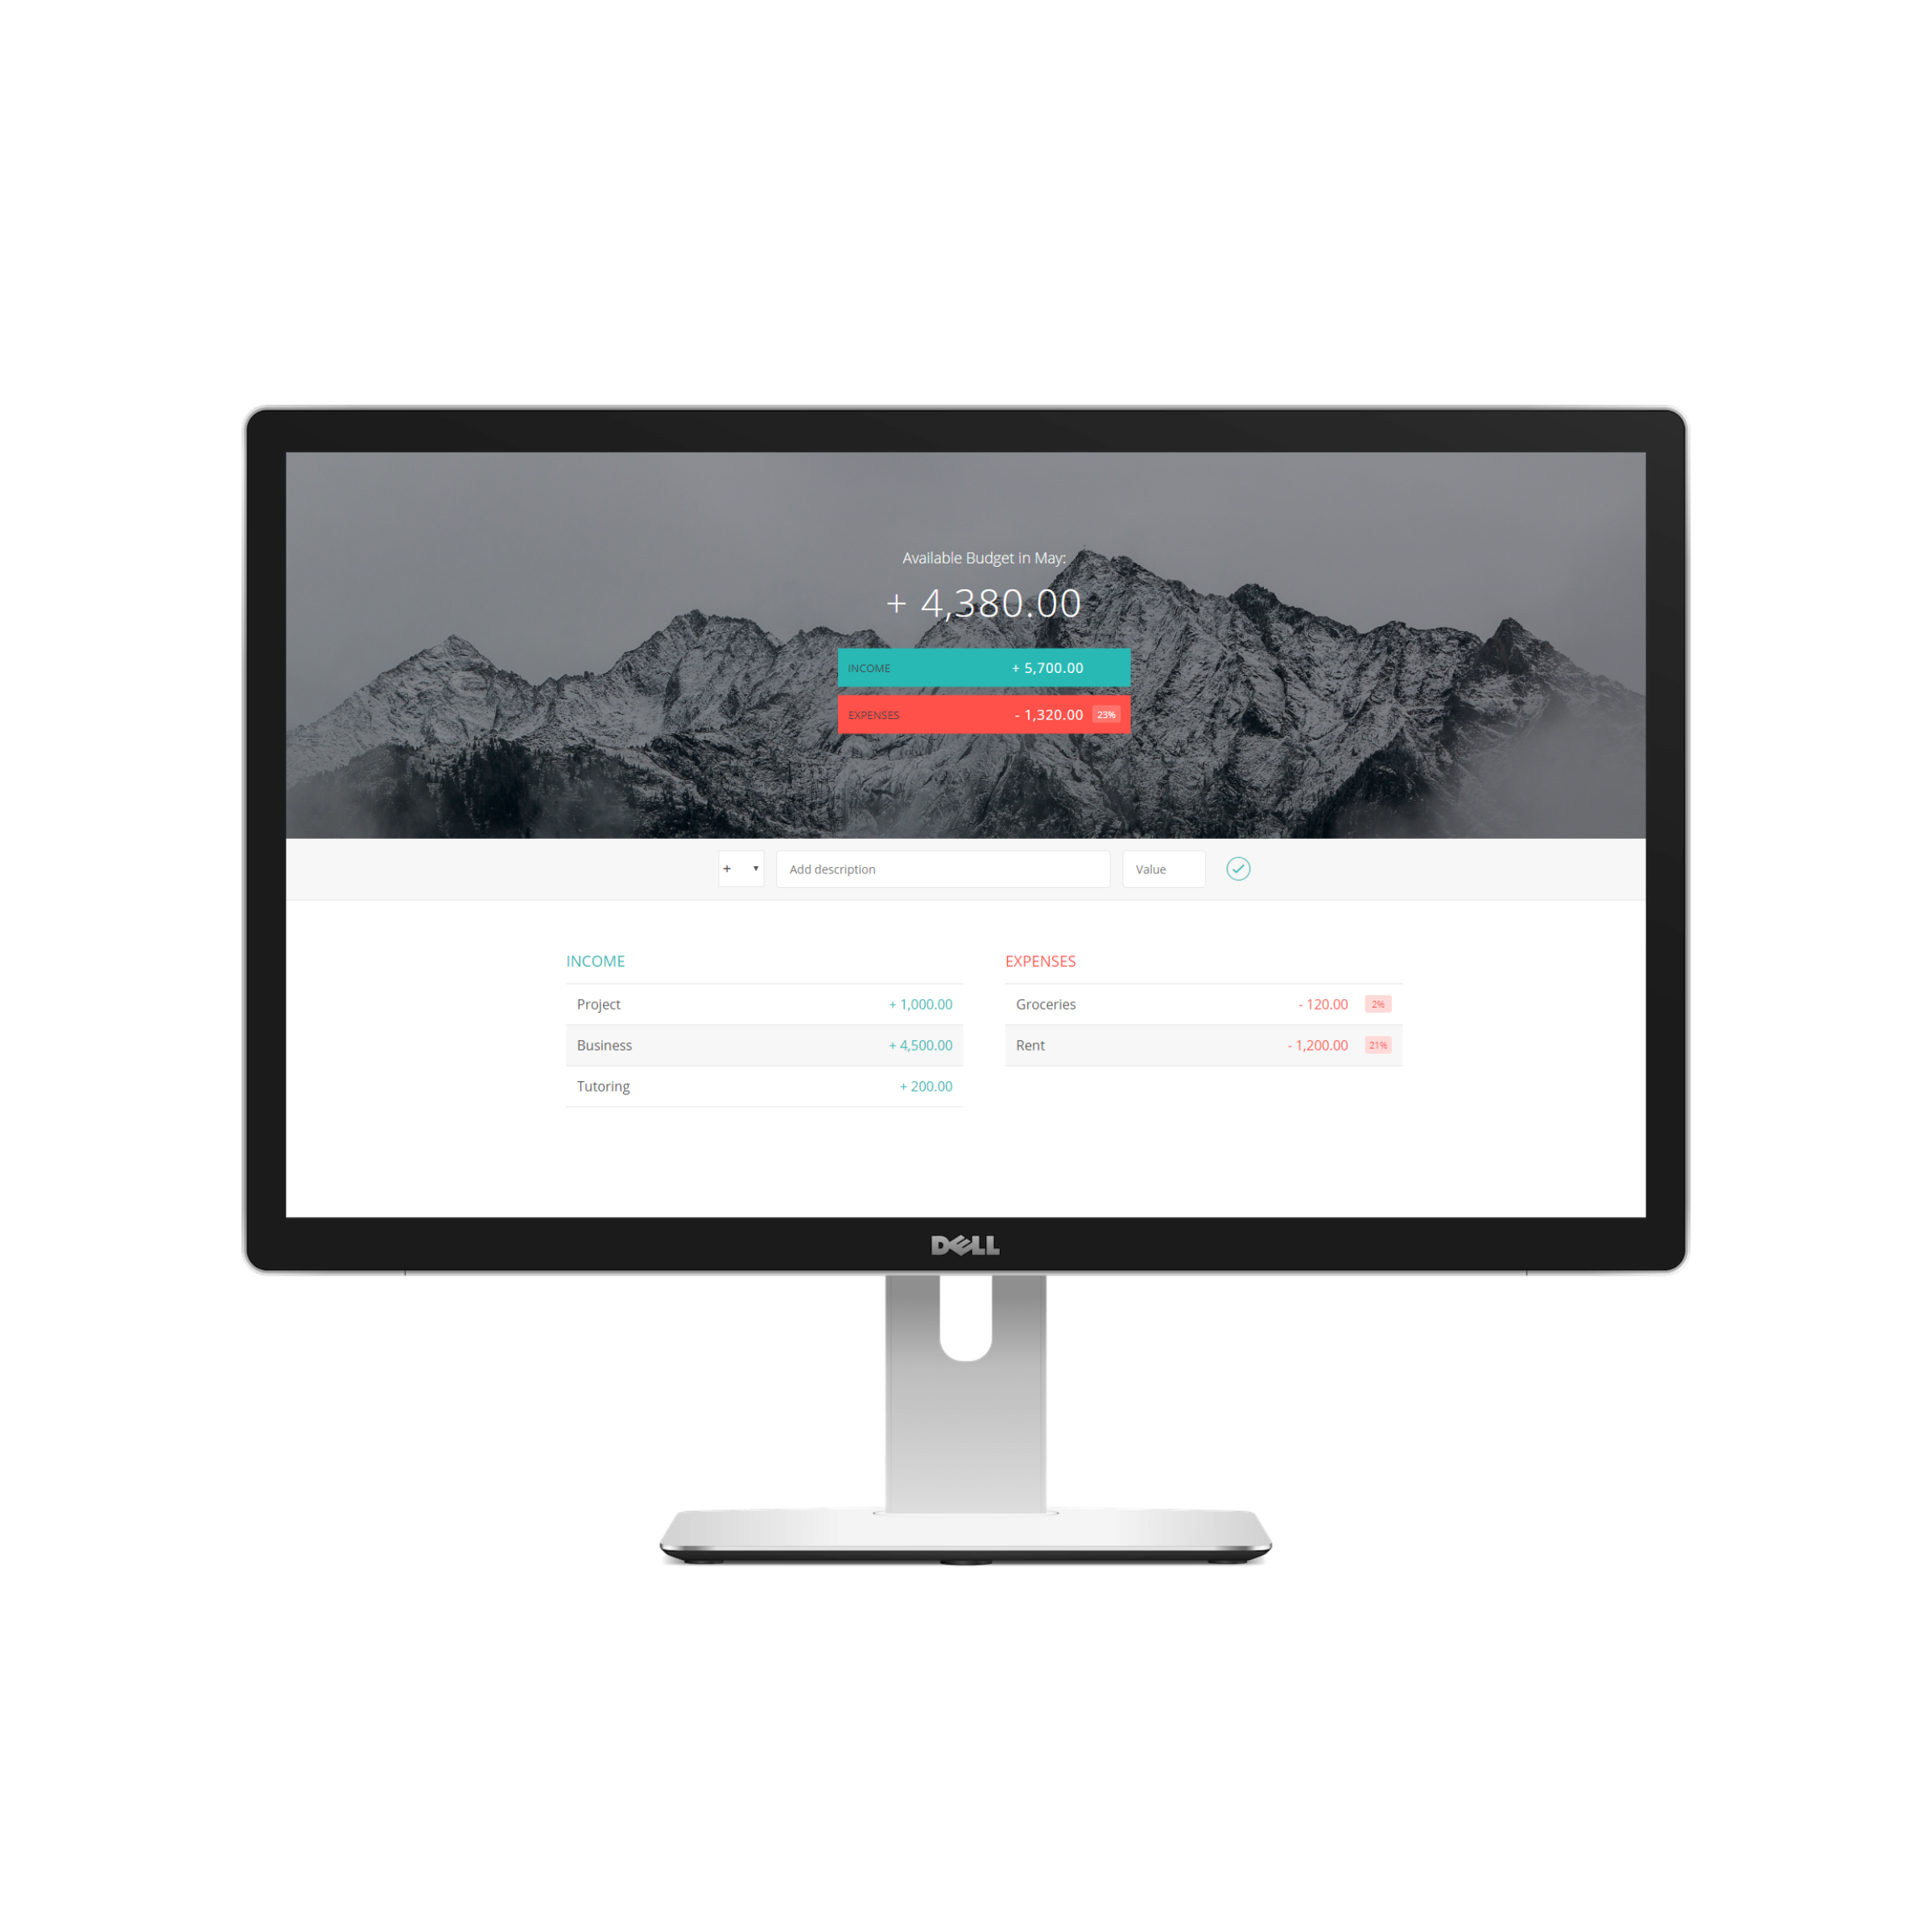 Available Budget in May:
+ 4,380.00
INCOME + 5,700.00
EXPENSES - 1,320.00 23%
+ ▼ Add description Value
INCOME
Project + 1,000.00
Business + 4,500.00
Tutoring + 200.00
EXPENSES
Groceries - 120.00 2%
Rent - 1,200.00 21%
DELL